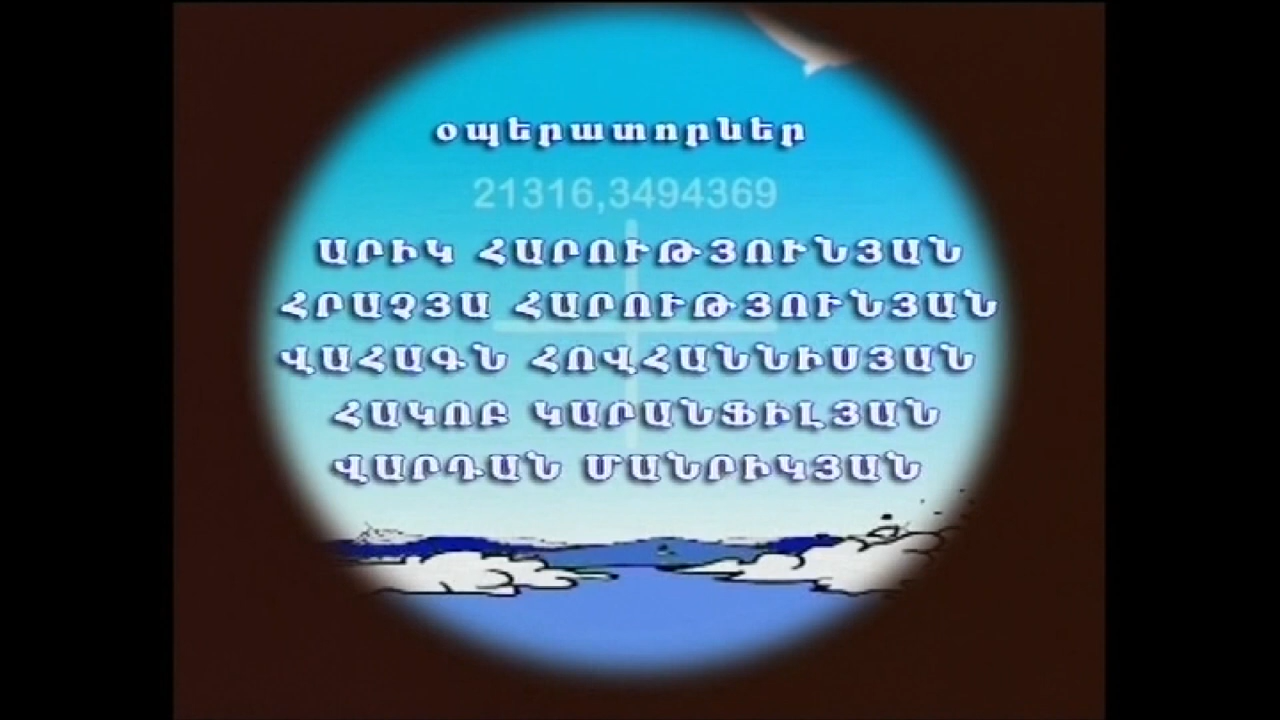 օպերատորներ
21316,3494369
ԱՐԻԿ ՀԱՐՈՒԹՅՈՒՆՅԱՆ
ՀՐԱՉՅԱ ՀԱՐՈՒԹՅՈՒՆՅԱՆ
ՎԱՀԱԳՆ ՀՈՎՀԱՆՆԻՍՅԱՆ
ՀԱԿՈԲ ԿԱՐԱՆՖԻԼՅԱՆ
ՎԱՐԴԱՆ ՄԱՆՐԻԿՅԱՆ